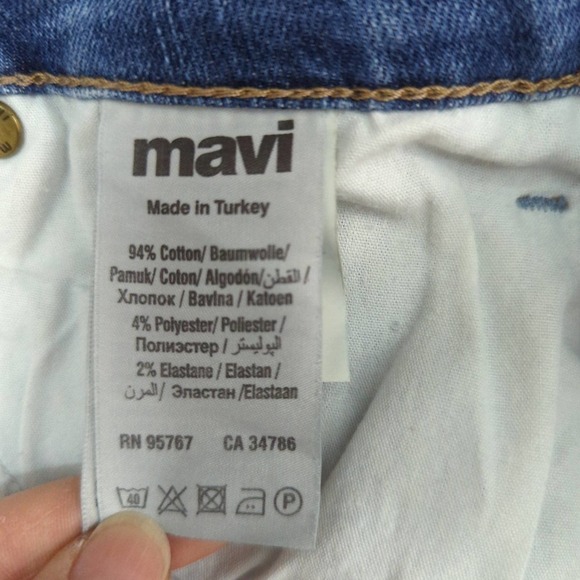 mavi
Made in Turkey
94% Cotton/ Baumwolle/
Pamuk/ Coton/ Algodón/القطن/
Хлопок / Bavlna / Katoen
4% Polyester/ Poliester /
Полиэстер / البوليستر
2% Elastane / Elastan /
المرن/ Эластан /Elastaan
RN 95767 CA 34786
40 P